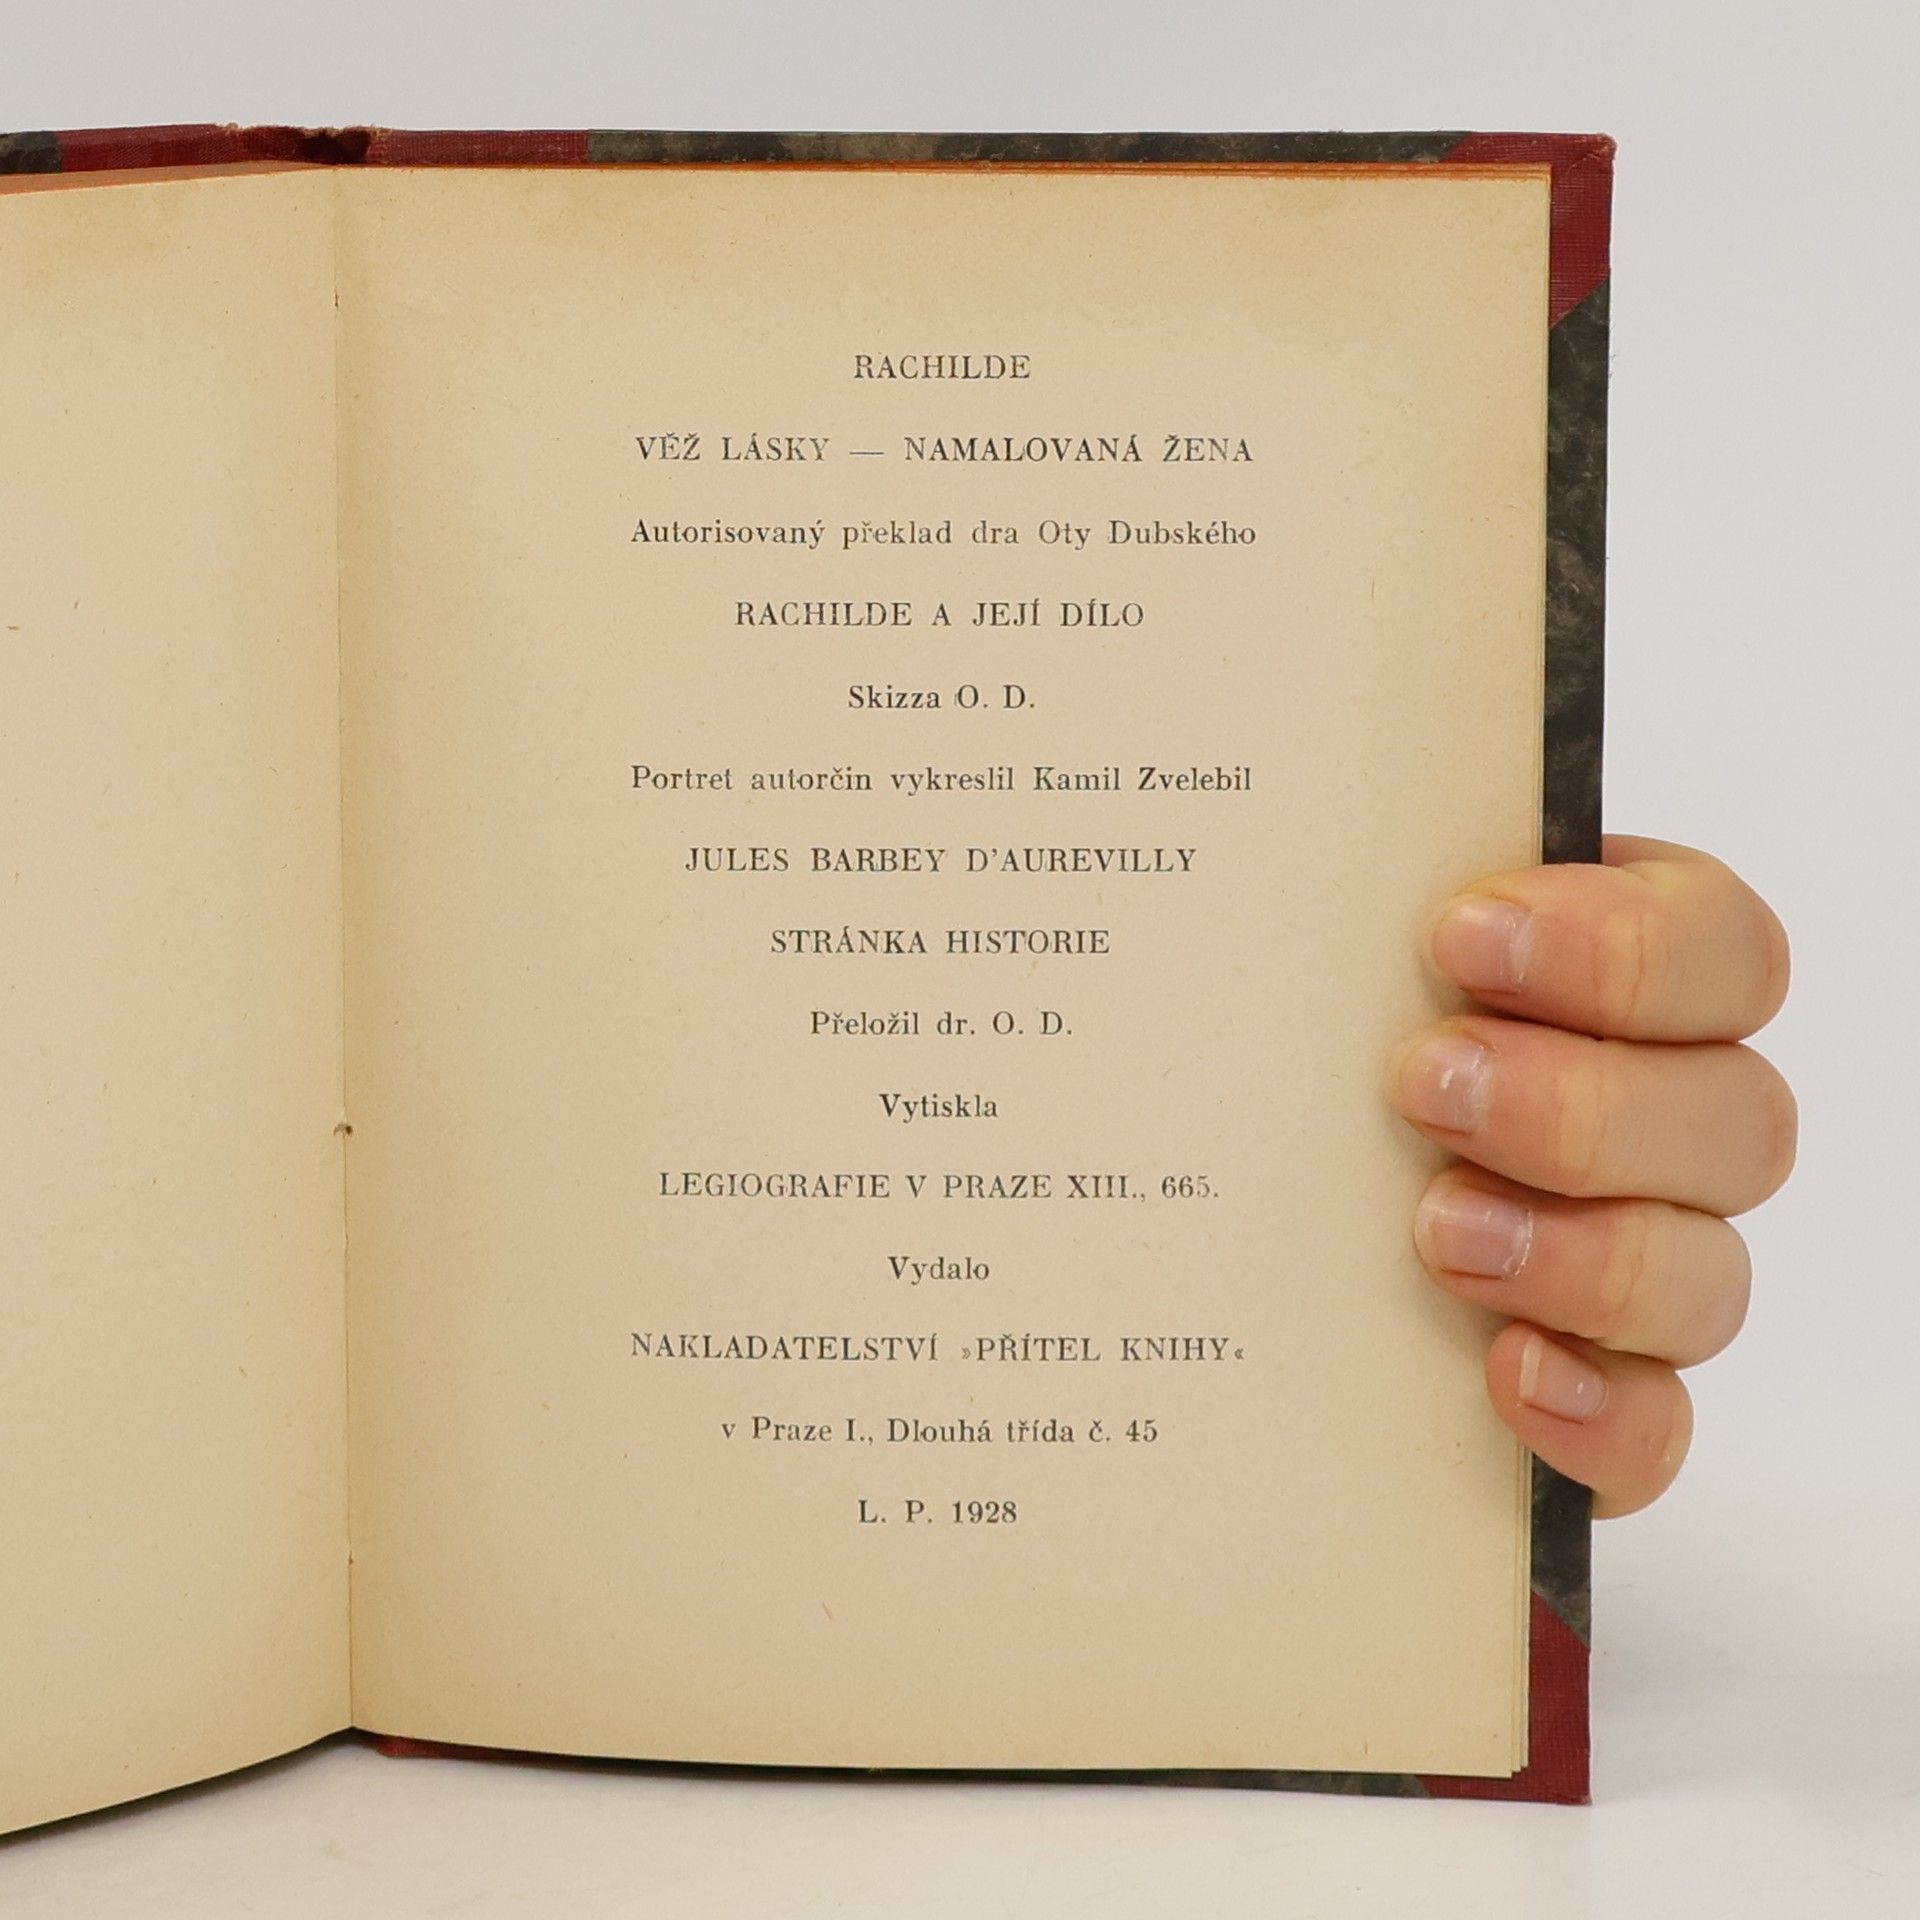 RACHILDE
VĚŽ LÁSKY — NAMALOVANÁ ŽENA
Autorisovaný překlad dra Oty Dubského
RACHILDE A JEJÍ DÍLO
Skizza O. D.
Portret autorčin vykreslil Kamil Zvelebil
JULES BARBEY D'AUREVILLY
STRÁNKA HISTORIE
Přeložil dr. O. D.
Vytiskla
LEGIOGRAFIE V PRAZE XIII., 665.
Vydalo
NAKLADATELSTVÍ »PŘÍTEL KNIHY«
v Praze I., Dlouhá třída č. 45
L. P. 1928